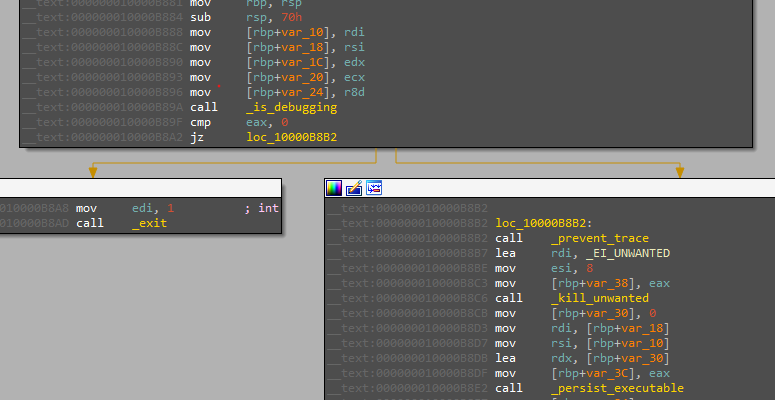 __text:000000010000B881 mov rbp, rsp
__text:000000010000B884 sub rsp, 70h
__text:000000010000B888 mov [rbp+var_10], rdi
__text:000000010000B88C mov [rbp+var_18], rsi
__text:000000010000B890 mov [rbp+var_1C], edx
__text:000000010000B893 mov [rbp+var_20], ecx
__text:000000010000B896 mov [rbp+var_24], r8d
__text:000000010000B89A call _is_debugging
__text:000000010000B89F cmp eax, 0
__text:000000010000B8A2 jz loc_10000B8B2
010000B8A8 mov edi, 1 ; int
010000B8AD call _exit
__text:000000010000B8B2
__text:000000010000B8B2 loc_10000B8B2:
__text:000000010000B8B2 call _prevent_trace
__text:000000010000B8B7 lea rdi, _EI_UNWANTED
__text:000000010000B8BE mov esi, 8
__text:000000010000B8C3 mov [rbp+var_38], eax
__text:000000010000B8C6 call _kill_unwanted
__text:000000010000B8CB mov [rbp+var_30], 0
__text:000000010000B8D3 mov rdi, [rbp+var_18]
__text:000000010000B8D7 mov rsi, [rbp+var_10]
__text:000000010000B8DB lea rdx, [rbp+var_30]
__text:000000010000B8DF mov [rbp+var_3C], eax
__text:000000010000B8E2 call _persist_executable